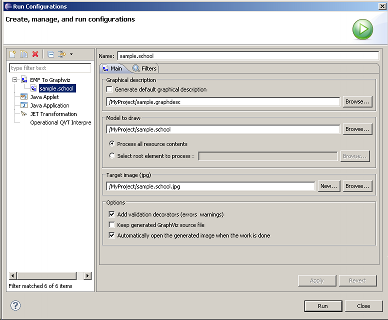 Run Configurations
Create, manage, and run configurations
type filter text
EMF To Graphviz
sample.school
Java Applet
Java Application
JET Transformation
Operational QVT Interpre
Filter matched 6 of 6 items
Name: sample.school
Main Filters
Graphical description
Generate default graphical description
/MyProject/sample.graphdesc Browse...
Model to draw
/MyProject/sample.school Browse...
Process all resource contents
Select root element to process : Browse...
Target image (jpg)
/MyProject/sample.school.jpg New... Browse...
Options
Add validation decorators (errors warnings)
Keep generated GraphViz source file
Automatically open the generated image when the work is done
Apply Revert
Run Close